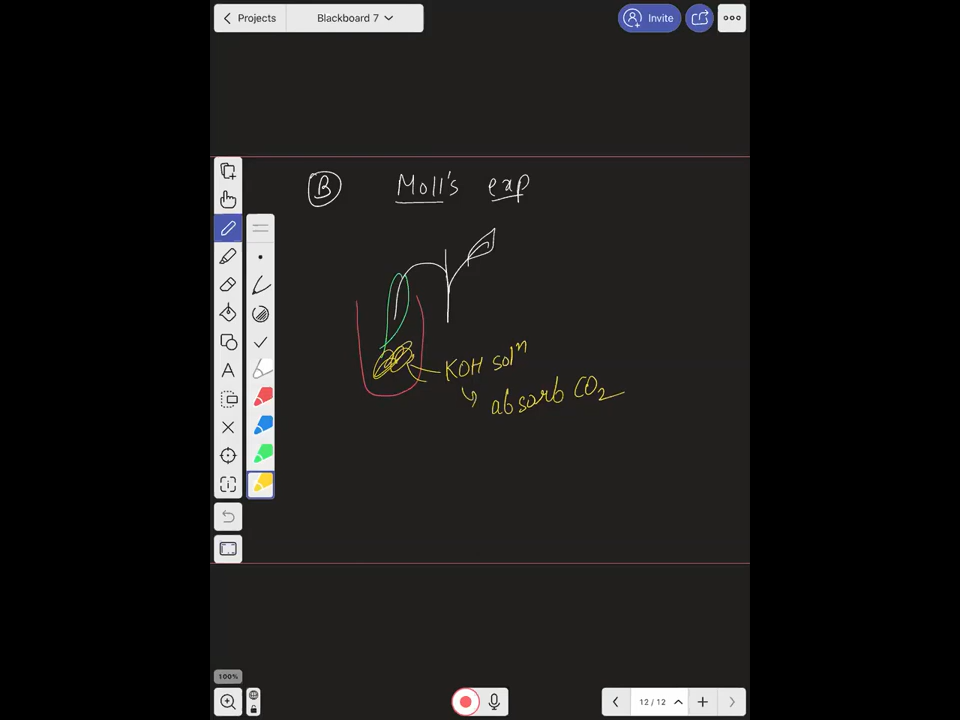 Projects
Blackboard 7
Invite
B Moll's exp
KOH solⁿ
absorb CO₂
A
100%
12 / 12